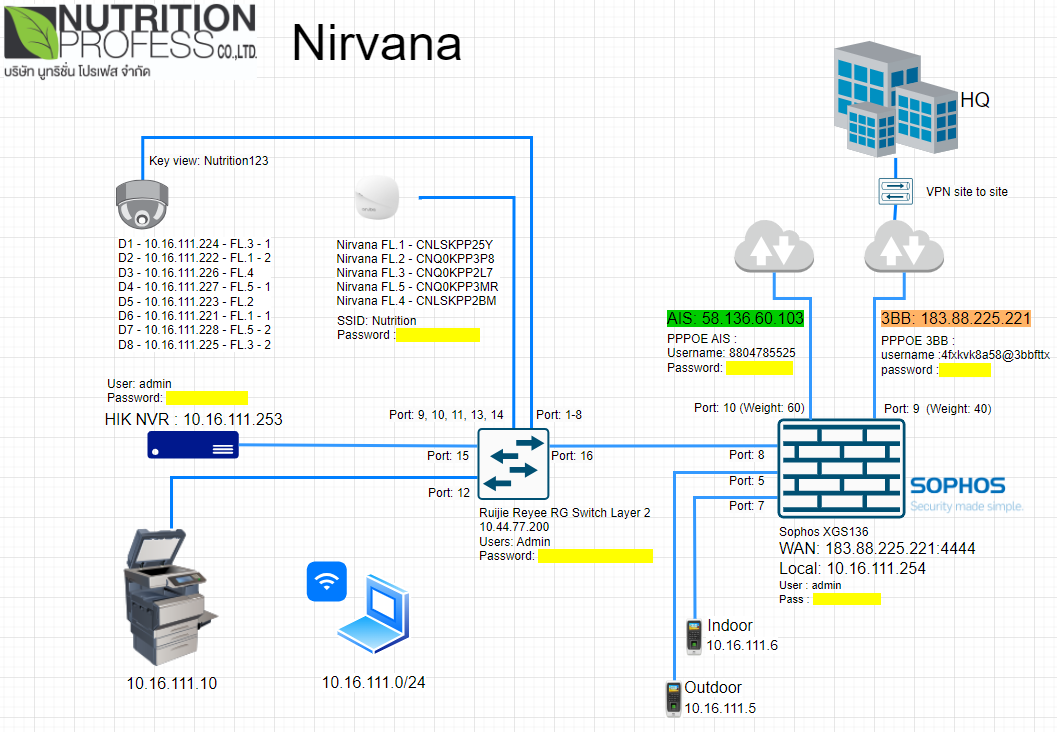 NUTRITION
PROFESS CO.,LTD.
บริษัท นูทริชั่น โปรเฟส จำกัด
Nirvana
HQ
VPN site to site
Key view: Nutrition123
D1 - 10.16.111.224 - FL.3 - 1
D2 - 10.16.111.222 - FL.1 - 2
D3 - 10.16.111.226 - FL.4
D4 - 10.16.111.227 - FL.5 - 1
D5 - 10.16.111.223 - FL.2
D6 - 10.16.111.221 - FL.1 - 1
D7 - 10.16.111.228 - FL.5 - 2
D8 - 10.16.111.225 - FL.3 - 2
Nirvana FL.1 - CNLSKPP25Y
Nirvana FL.2 - CNQ0KPP3P8
Nirvana FL.3 - CNQ0KPP2L7
Nirvana FL.5 - CNQ0KPP3MR
Nirvana FL.4 - CNLSKPP2BM
SSID: Nutrition
Password :
AIS: 58.136.60.103
PPPOE AIS :
Username: 8804785525
Password:
3BB: 183.88.225.221
PPPOE 3BB :
username :4fxkvk8a58@3bbfttx
password :
User: admin
Password:
HIK NVR : 10.16.111.253
Port: 9, 10, 11, 13, 14
Port: 1-8
Port: 10 (Weight: 60)
Port: 9 (Weight: 40)
Port: 15
Port: 16
Port: 8
Port: 5
Port: 7
Port: 12
SOPHOS
Security made simple.
Ruijie Reyee RG Switch Layer 2
10.44.77.200
Users: Admin
Password:
Sophos XGS136
WAN: 183.88.225.221:4444
Local: 10.16.111.254
User : admin
Pass :
Indoor
10.16.111.6
Outdoor
10.16.111.5
10.16.111.10
10.16.111.0/24